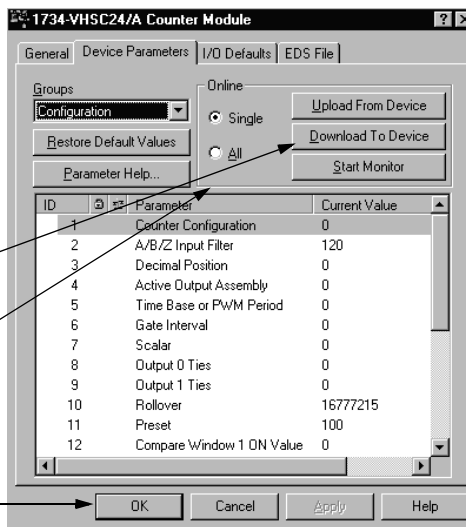 1734-VHSC24/A Counter Module
General Device Parameters I/O Defaults EDS File
Groups
Configuration
Restore Default Values
Parameter Help...
Online
Single
All
Upload From Device
Download To Device
Start Monitor
ID Parameter Current Value
1 Counter Configuration 0
2 A/B/Z Input Filter 120
3 Decimal Position 0
4 Active Output Assembly 0
5 Time Base or PWM Period 0
6 Gate Interval 0
7 Scalar 0
8 Output 0 Ties 0
9 Output 1 Ties 0
10 Rollover 16777215
11 Preset 100
12 Compare Window 1 ON Value 0
OK Cancel Apply Help